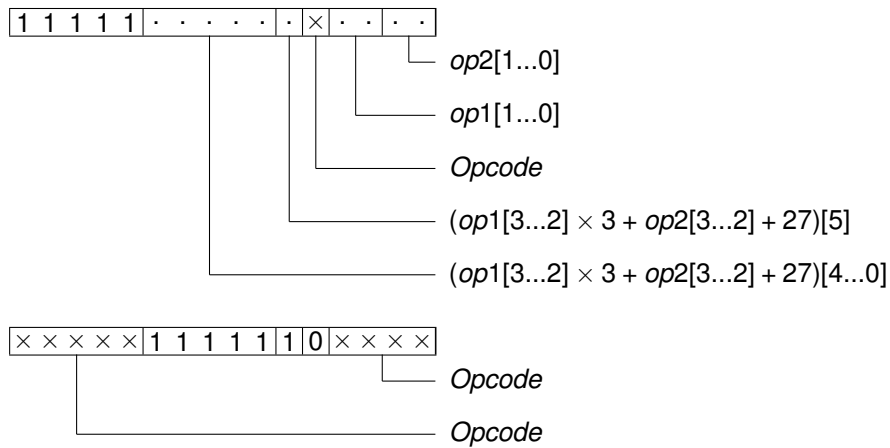 1 1 1 1 1 · · · · · · × · · · ·
op2[1...0]
op1[1...0]
Opcode
(op1[3...2] × 3 + op2[3...2] + 27)[5]
(op1[3...2] × 3 + op2[3...2] + 27)[4...0]
× × × × × 1 1 1 1 1 1 0 × × × ×
Opcode
Opcode